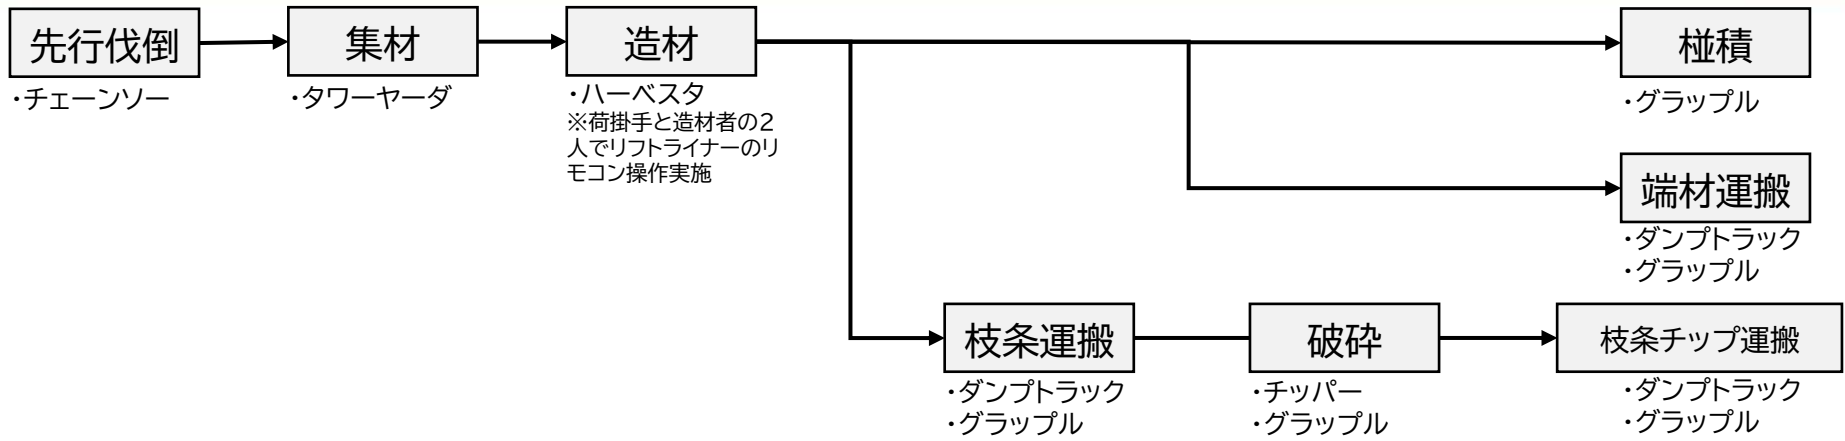 先行伐倒
・チェーンソー
集材
・タワーヤーダ
造材
・ハーベスタ
※荷掛手と造材者の2
人でリフトライナーのリ
モコン操作実施
椪積
・グラップル
端材運搬
・ダンプトラック
・グラップル
枝条運搬
・ダンプトラック
・グラップル
破砕
・チッパー
・グラップル
枝条チップ運搬
・ダンプトラック
・グラップル